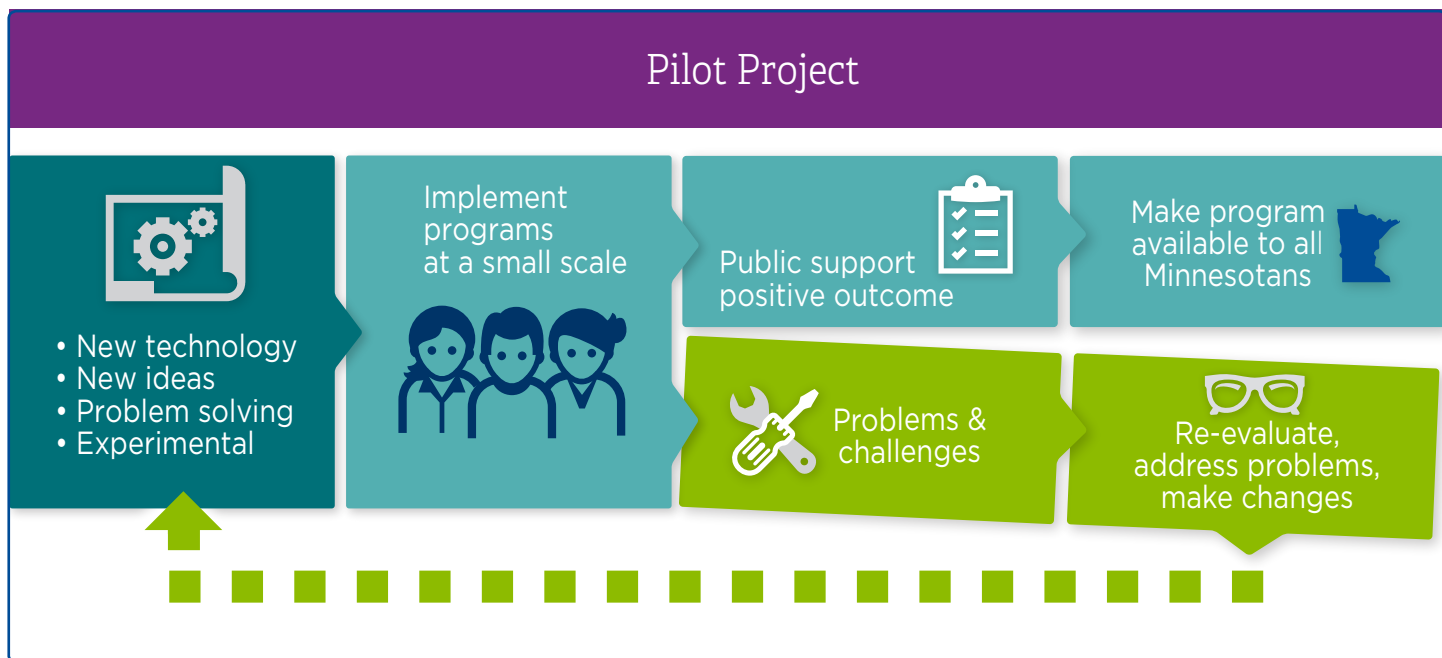 Pilot Project
• New technology
• New ideas
• Problem solving
• Experimental
Implement
programs
at a small scale
Public support
positive outcome
Make program
available to all
Minnesotans
Problems &
challenges
Re-evaluate,
address problems,
make changes